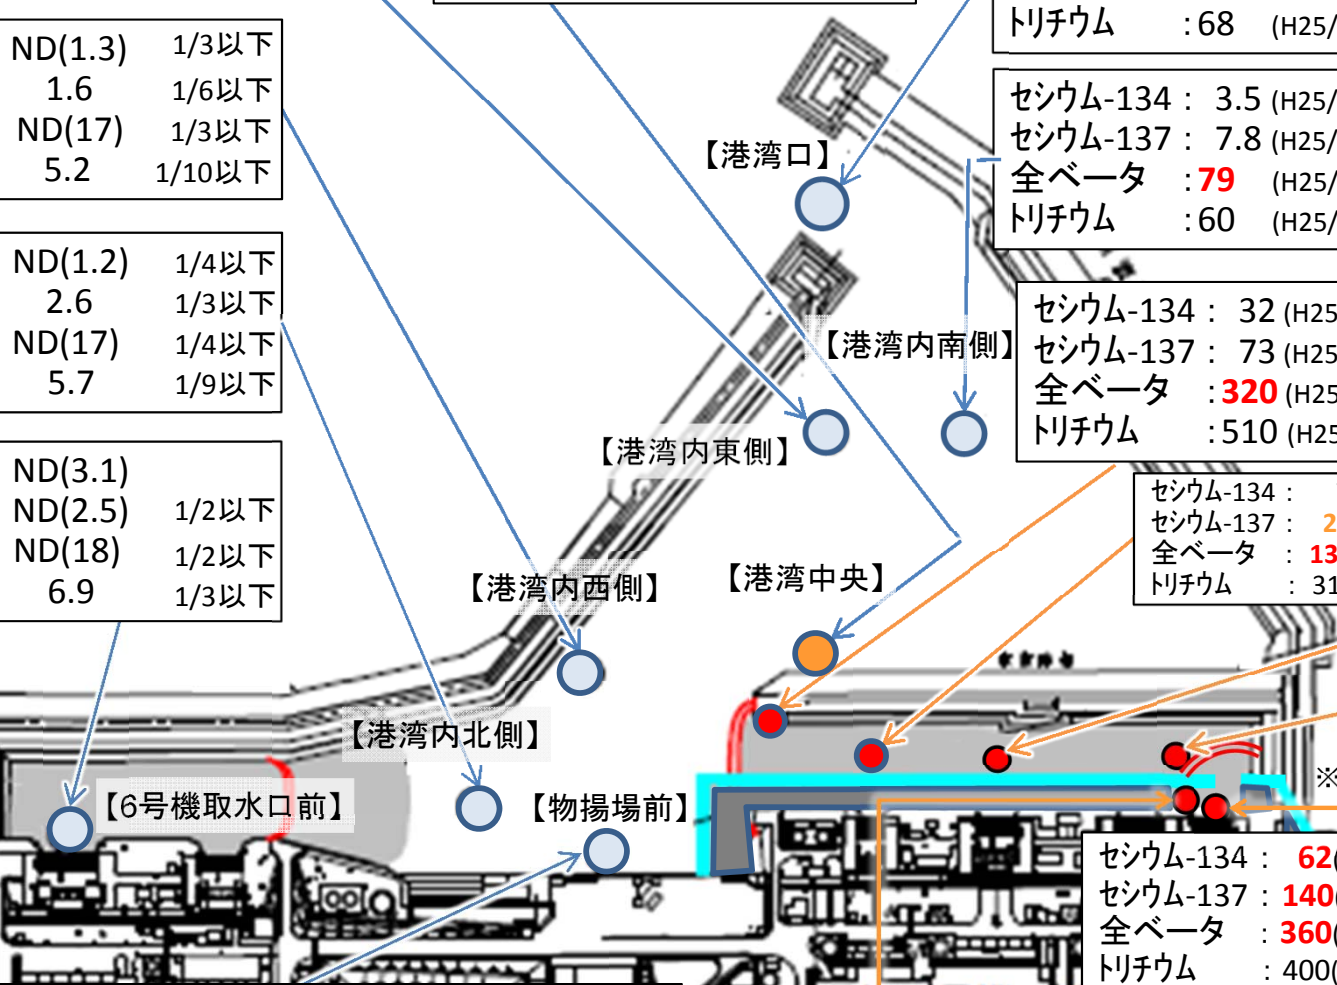 ND(1.3) 1/3以下
1.6 1/6以下
ND(17) 1/3以下
5.2 1/10以下
ND(1.2) 1/4以下
2.6 1/3以下
ND(17) 1/4以下
5.7 1/9以下
ND(3.1)
ND(2.5) 1/2以下
ND(18) 1/2以下
6.9 1/3以下
トリチウム :68 (H25/
セシウム-134 : 3.5 (H25/
セシウム-137 : 7.8 (H25/
全ベータ :79 (H25/
トリチウム :60 (H25/
セシウム-134 : 32 (H25
セシウム-137 : 73 (H25
全ベータ :320 (H25
トリチウム :510 (H25
セシウム-134 :
セシウム-137 : 2
全ベータ : 13
トリチウム : 31
【港湾口】
【港湾内南側】
【港湾内東側】
【港湾内西側】
【港湾中央】
【港湾内北側】
【6号機取水口前】
【物揚場前】
※
セシウム-134 : 62(
セシウム-137 : 140(
全ベータ : 360(
トリチウム : 400(